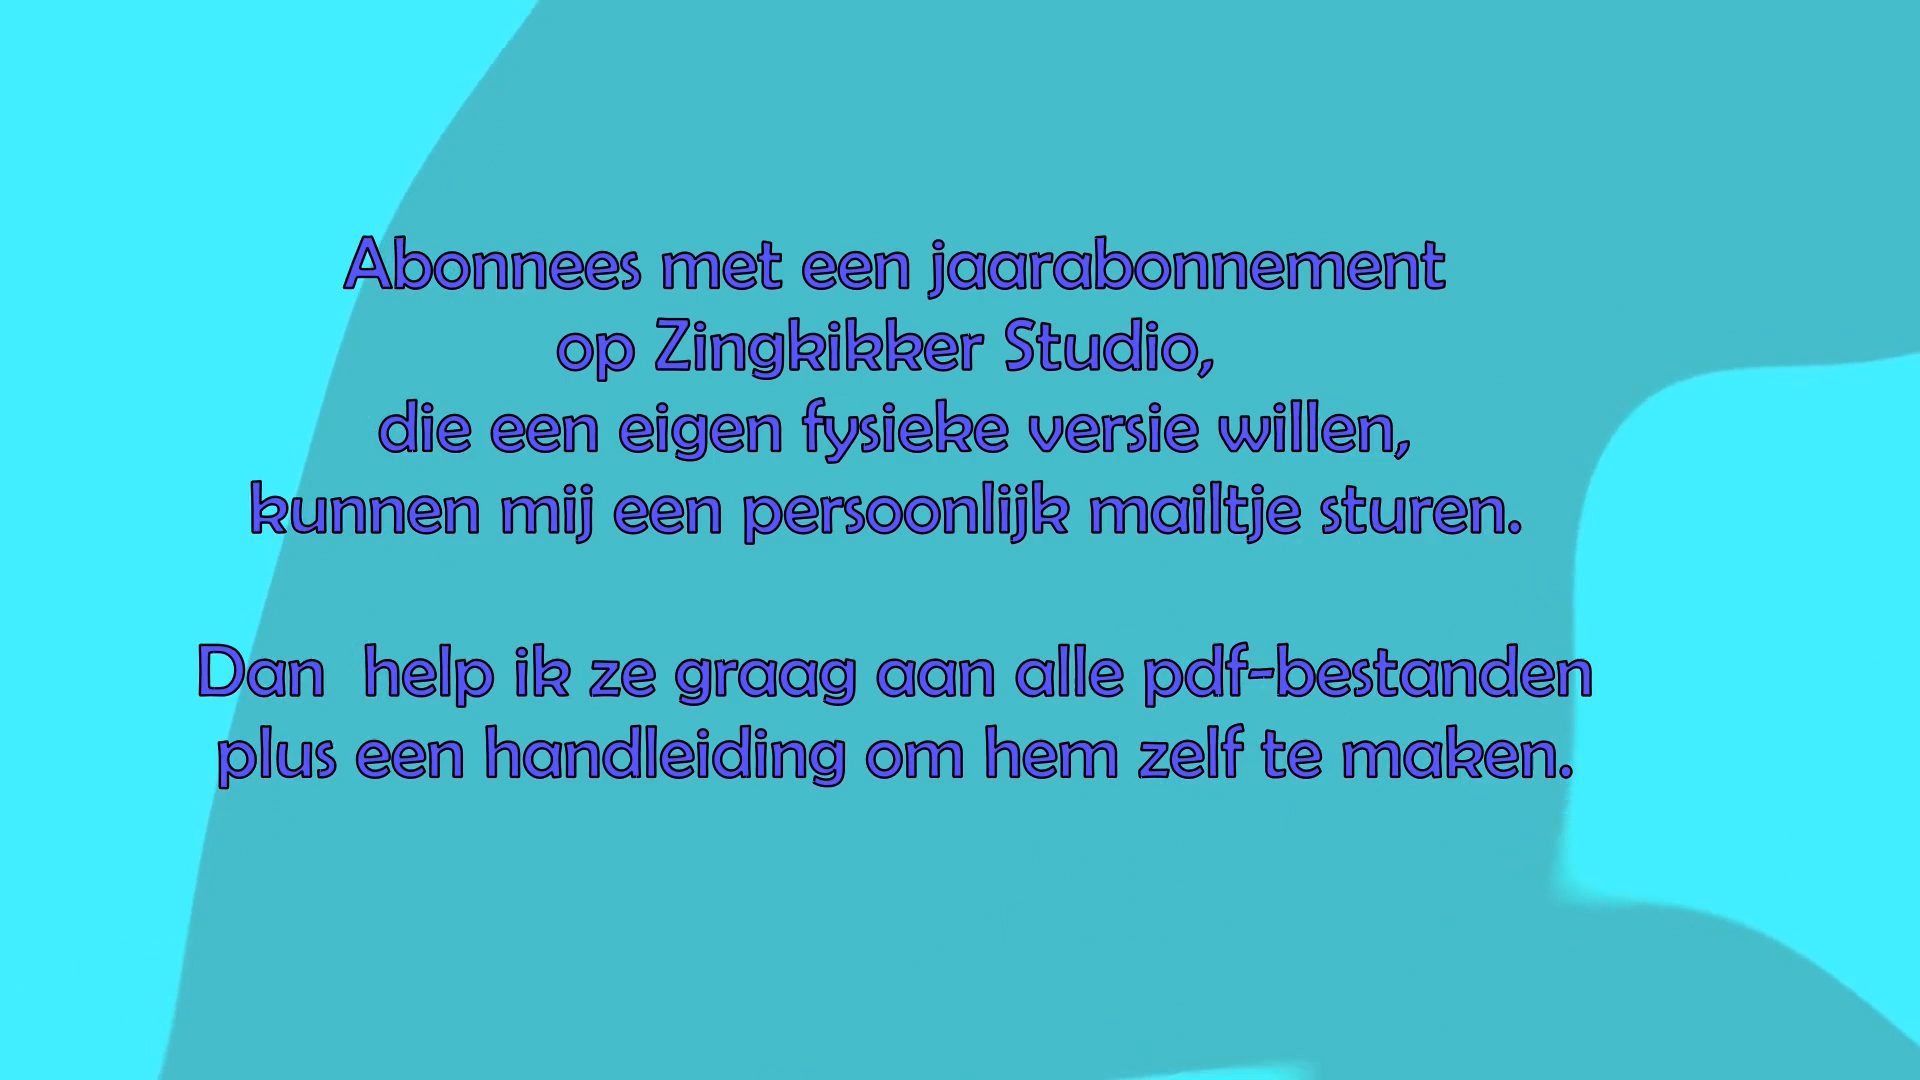 Abonnees met een jaarabonnement
op Zingkikker Studio,
die een eigen fysieke versie willen,
kunnen mij een persoonlijk mailtje sturen.
Dan  help ik ze graag aan alle pdf-bestanden
plus een handleiding om hem zelf te maken.